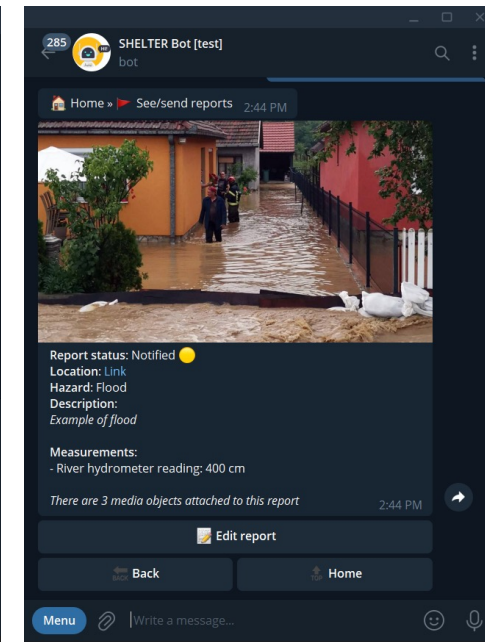 285
SHELTER Bot [test]
bot
Home » See/send reports 2:44 PM
Report status: Notified
Location: Link
Hazard: Flood
Description:
Example of flood
Measurements:
- River hydrometer reading: 400 cm
There are 3 media objects attached to this report 2:44 PM
Edit report
BACK Back
TOP Home
Menu
Write a message...